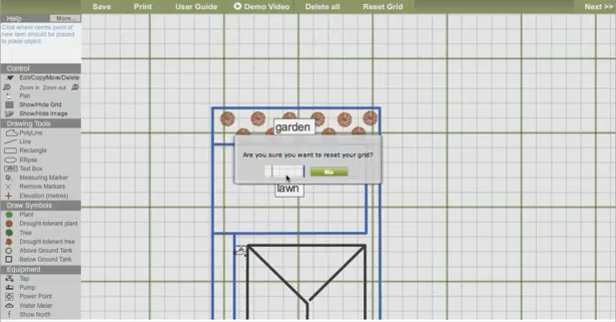 Save Print User Guide Demo Video Delete all Reset Grid Next >>
Help More...
Click where centre point of
new item should be placed
to place object.
Control
Edit/Copy/Move/Delete
Zoom in Zoom out
Pan
Show/Hide Grid
Show/Hide Image
Drawing Tools
PolyLine
Line
Rectangle
Ellipse
Text Box
Measuring Marker
Remove Markers
Elevation (metres)
Draw Symbols
Plant
Drought-tolerant plant
Tree
Drought-tolerant tree
Above Ground Tank
Below Ground Tank
Equipment
Tap
Pump
Power Point
Water Meter
Show North
garden
Are you sure you want to reset your grid?
No
lawn